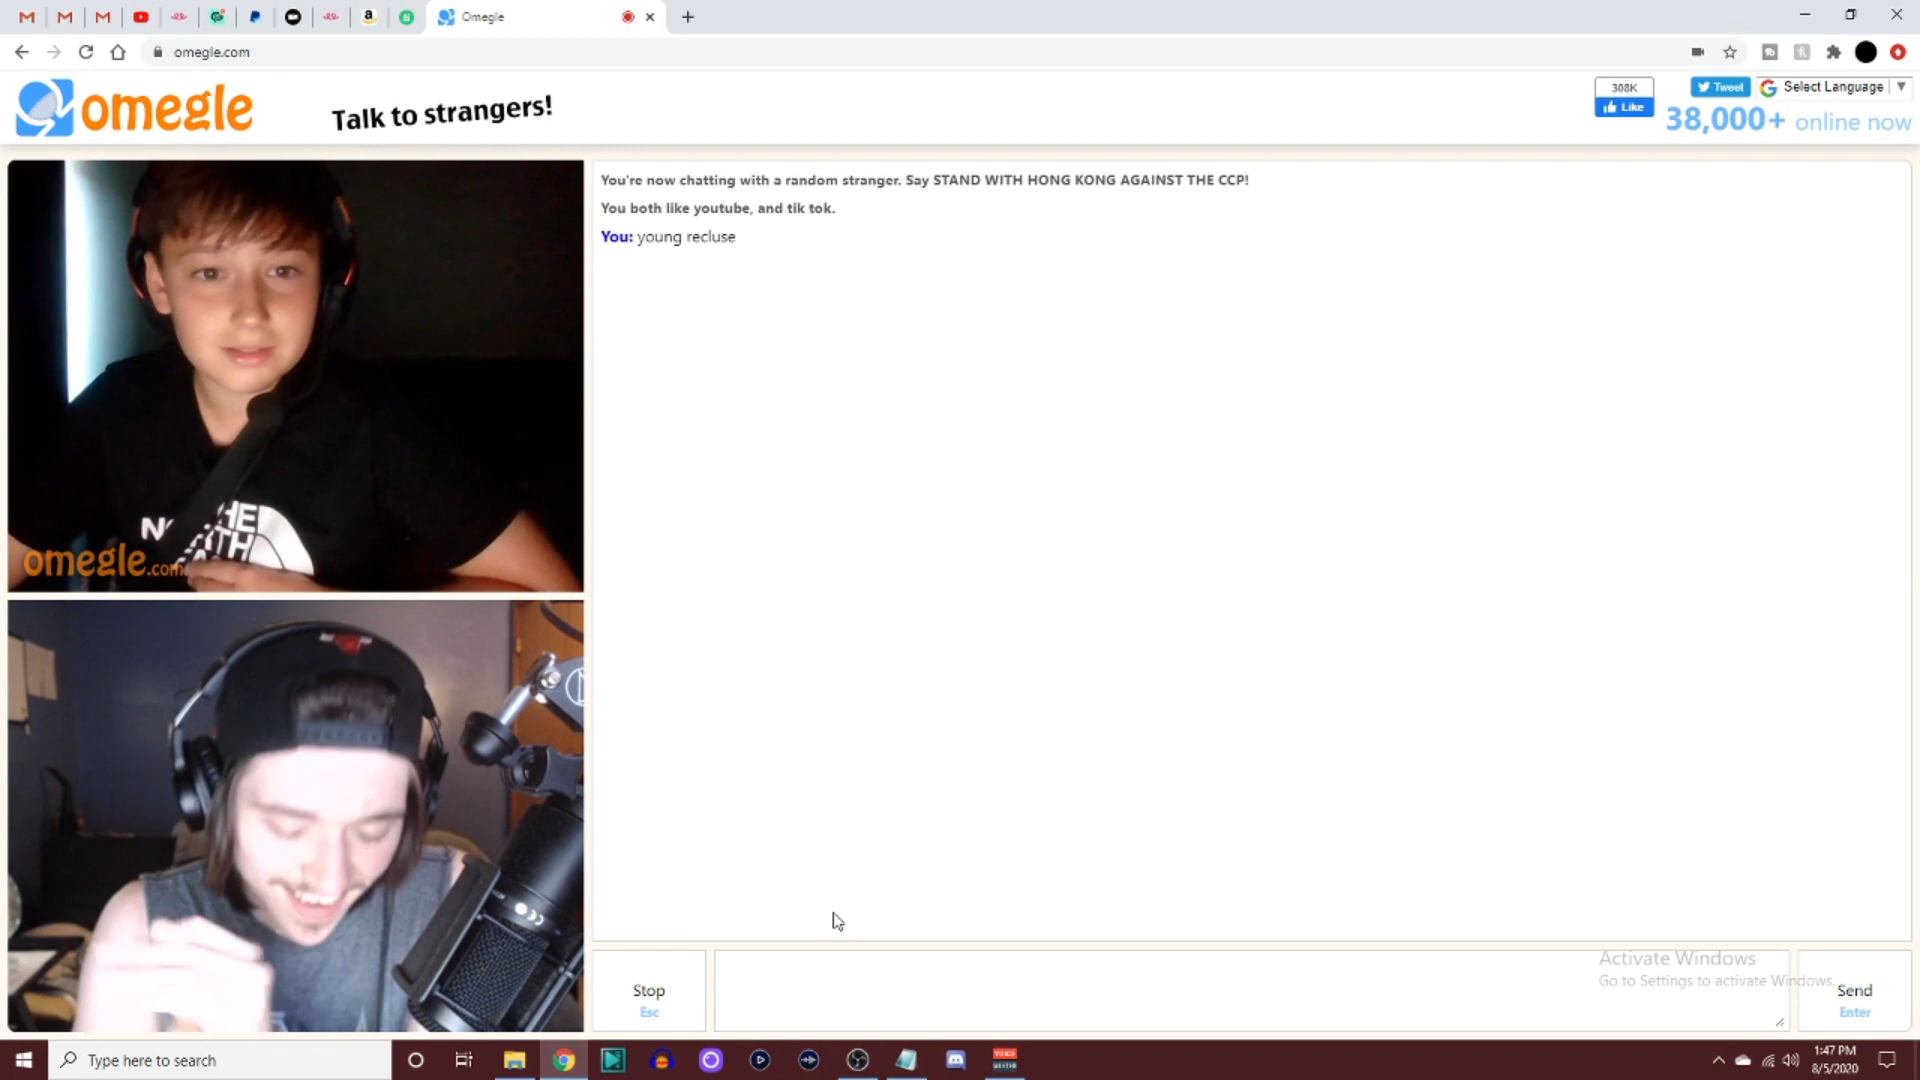 Omegle
omegle.com
omegle
Talk to strangers!
308K
Like
Tweet
Select Language
38,000+ online now
You're now chatting with a random stranger. Say STAND WITH HONG KONG AGAINST THE CCP!
You both like youtube, and tik tok.
You: young recluse
omegle.com
Stop
Esc
Activate Windows
Go to Settings to activate Windows.
Send
Enter
Type here to search
1:47 PM
8/5/2020